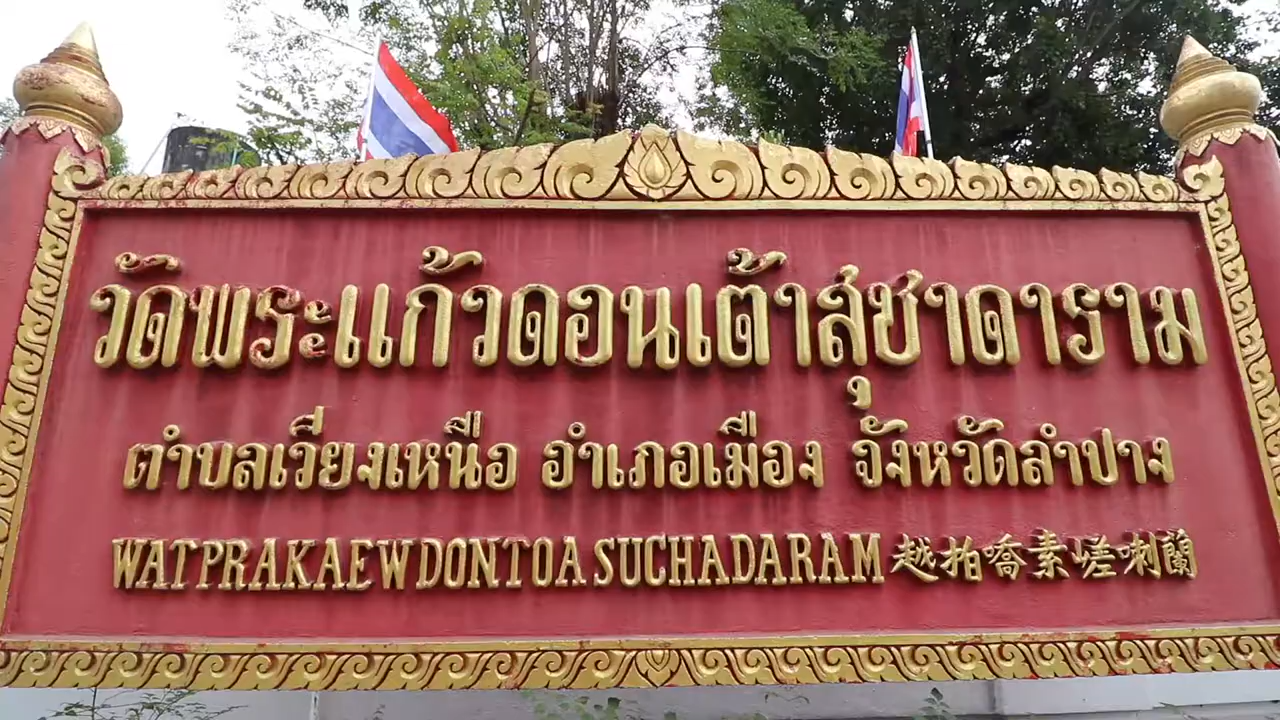 วัดพระแก้วดอนเต้าสุชาดาราม
ตำบลเวียงเหนือ อำเภอเมือง จังหวัดลำปาง
WATPRAKAEWDONTOA SUCHADARAM 越拍喬素嗟喇蘭